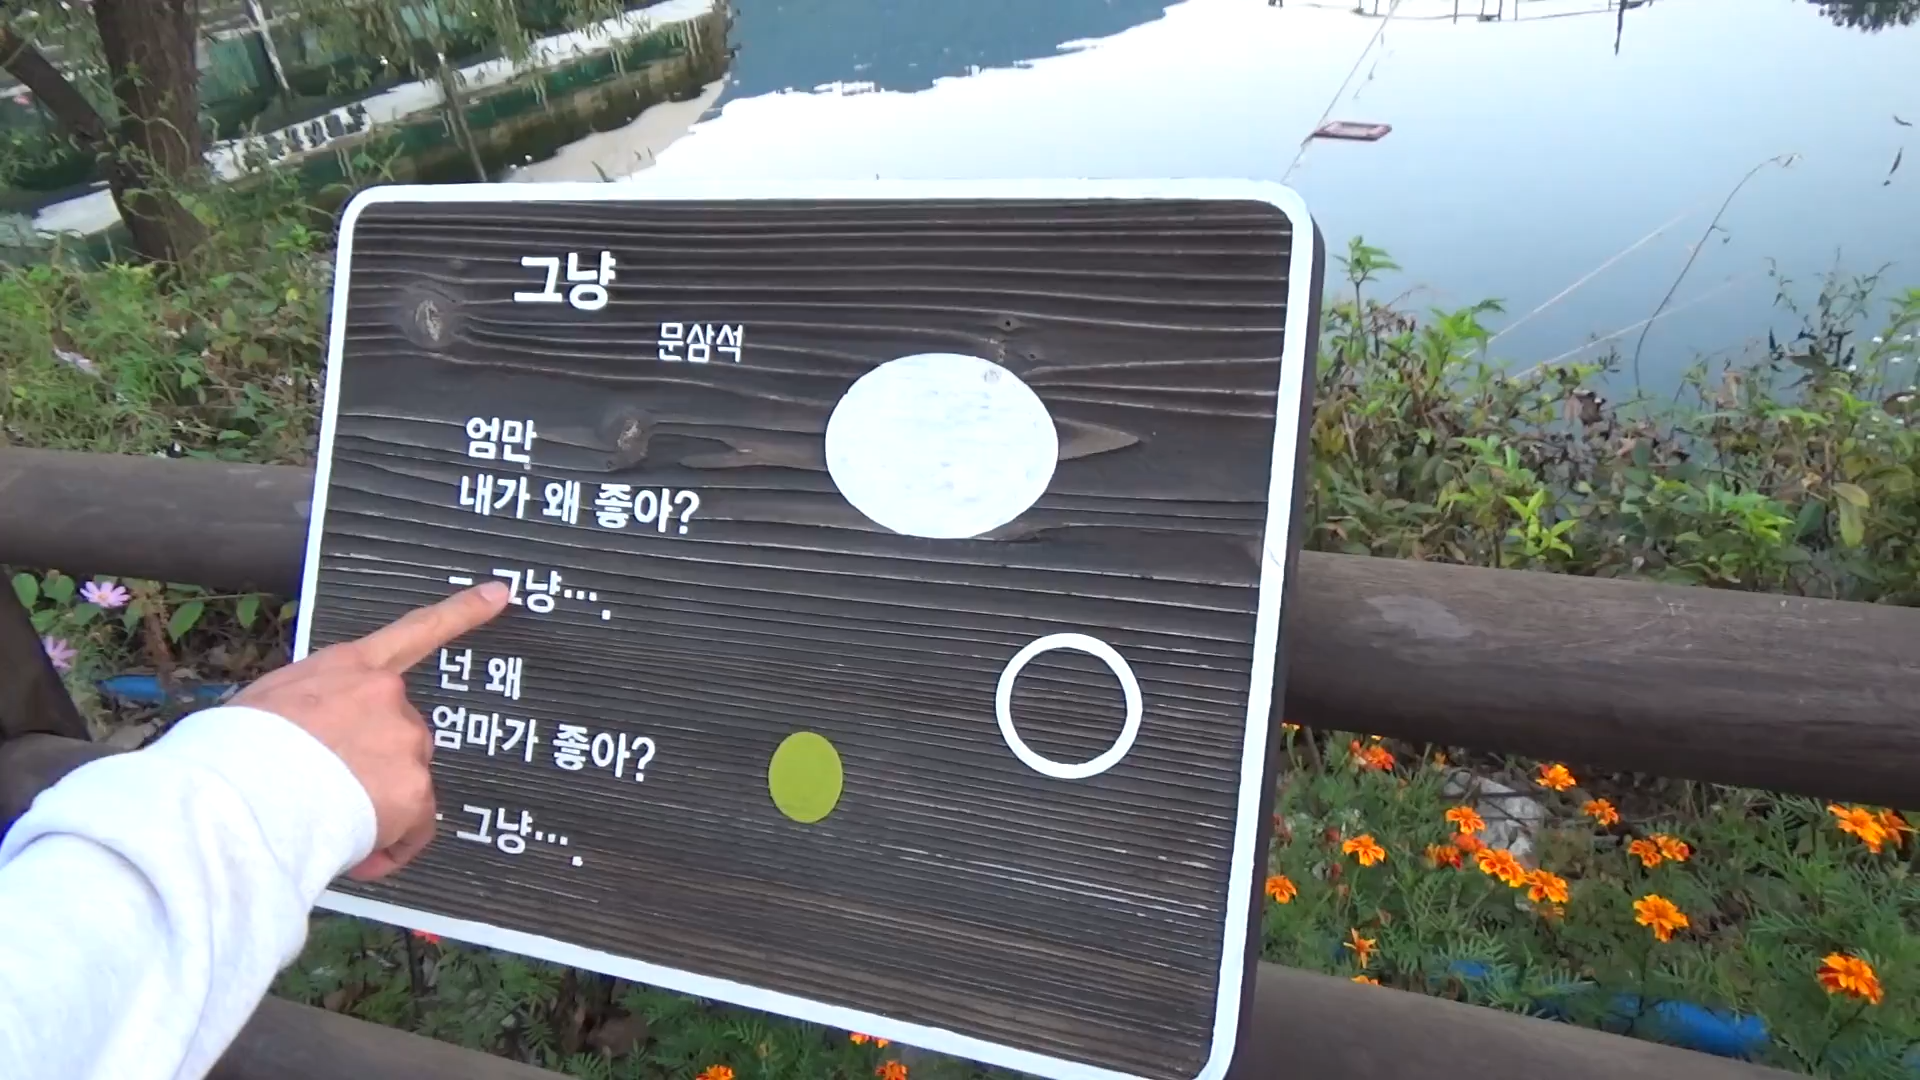 그냥
문삼석
엄만
내가 왜 좋아?
- 그냥….
넌 왜
엄마가 좋아?
- 그냥….